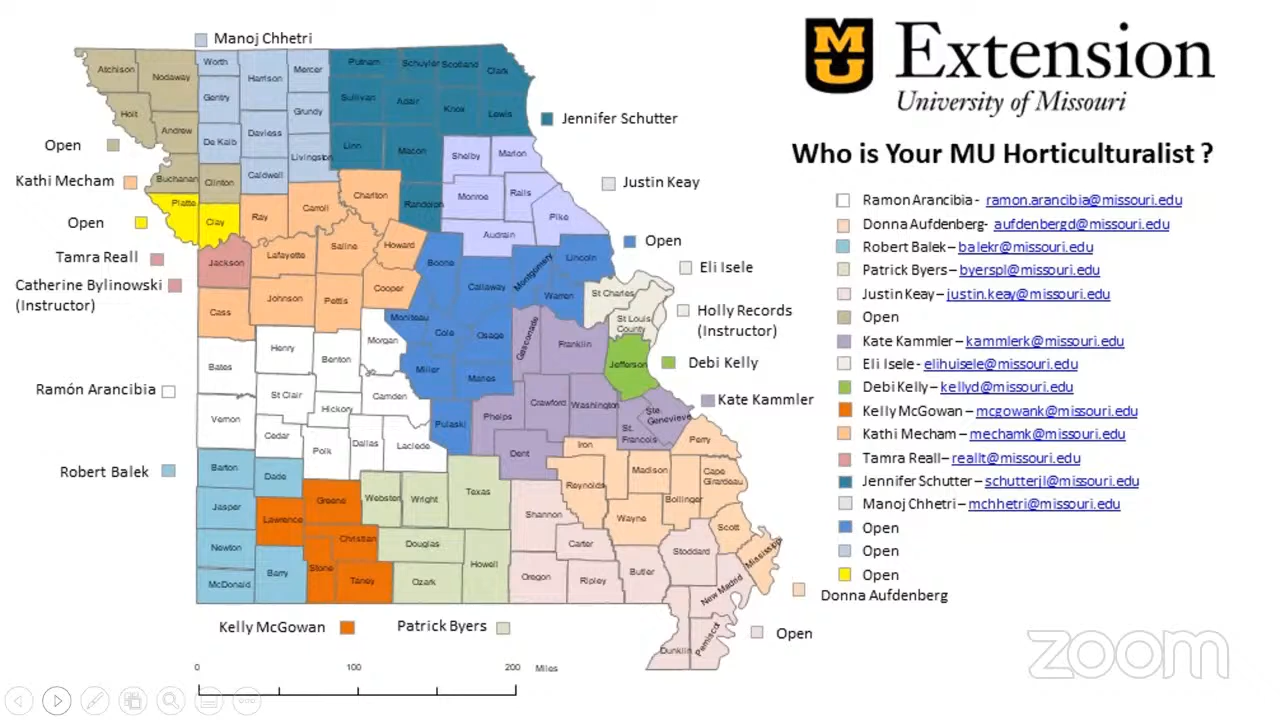 Manoj Chhetri
Extension
University of Missouri
Who is Your MU Horticulturalist ?
Jennifer Schutter
Justin Keay
Open
Eli Isele
Holly Records
(Instructor)
Debi Kelly
Kate Kammler
Open
Kathi Mecham
Open
Tamra Reall
Catherine Bylinowski
(Instructor)
Ramón Arancibia
Robert Balek
Kelly McGowan
Patrick Byers
Donna Aufdenberg
Open
Ramon Arancibia - ramon.arancibia@missouri.edu
Donna Aufdenberg- aufdenbergd@missouri.edu
Robert Balek – balekr@missouri.edu
Patrick Byers – byerspl@missouri.edu
Justin Keay – justin.keay@missouri.edu
Open
Kate Kammler – kammlerk@missouri.edu
Eli Isele - elihuisele@missouri.edu
Debi Kelly – kellyd@missouri.edu
Kelly McGowan – mcgowank@missouri.edu
Kathi Mecham – mechamk@missouri.edu
Tamra Reall – reallt@missouri.edu
Jennifer Schutter – schutterjl@missouri.edu
Manoj Chhetri – mchhetri@missouri.edu
Open
Open
Open
Atchison
Nodaway
Worth
Harrison
Mercer
Putnam
Schuyler
Scotland
Clark
Holt
Andrew
Gentry
Grundy
Sullivan
Adair
Knox
Lewis
De Kalb
Daviess
Livingston
Linn
Macon
Shelby
Marion
Buchanan
Clinton
Caldwell
Chariton
Randolph
Monroe
Ralls
Pike
Platte
Clay
Ray
Carroll
Saline
Howard
Audrain
Jackson
Lafayette
Cooper
Boone
Callaway
Montgomery
Lincoln
Warren
St Charles
St Louis
County
Cass
Johnson
Pettis
Moniteau
Cole
Osage
Gasconade
Franklin
Jefferson
Bates
Henry
Benton
Morgan
Miller
Maries
Crawford
Washington
Ste.
Genevieve
St.
Francois
Vernon
St Clair
Hickory
Camden
Pulaski
Phelps
Dent
Iron
Perry
Cedar
Polk
Dallas
Laclede
Barton
Dade
Greene
Webster
Wright
Texas
Reynolds
Madison
Bollinger
Cape
Girardeau
Jasper
Lawrence
Christian
Douglas
Shannon
Wayne
Scott
Newton
Barry
Stone
Taney
Ozark
Howell
Carter
Stoddard
Mississippi
McDonald
Oregon
Ripley
Butler
New Madrid
Dunklin
Pemiscot
0 100 200 Miles
zoom